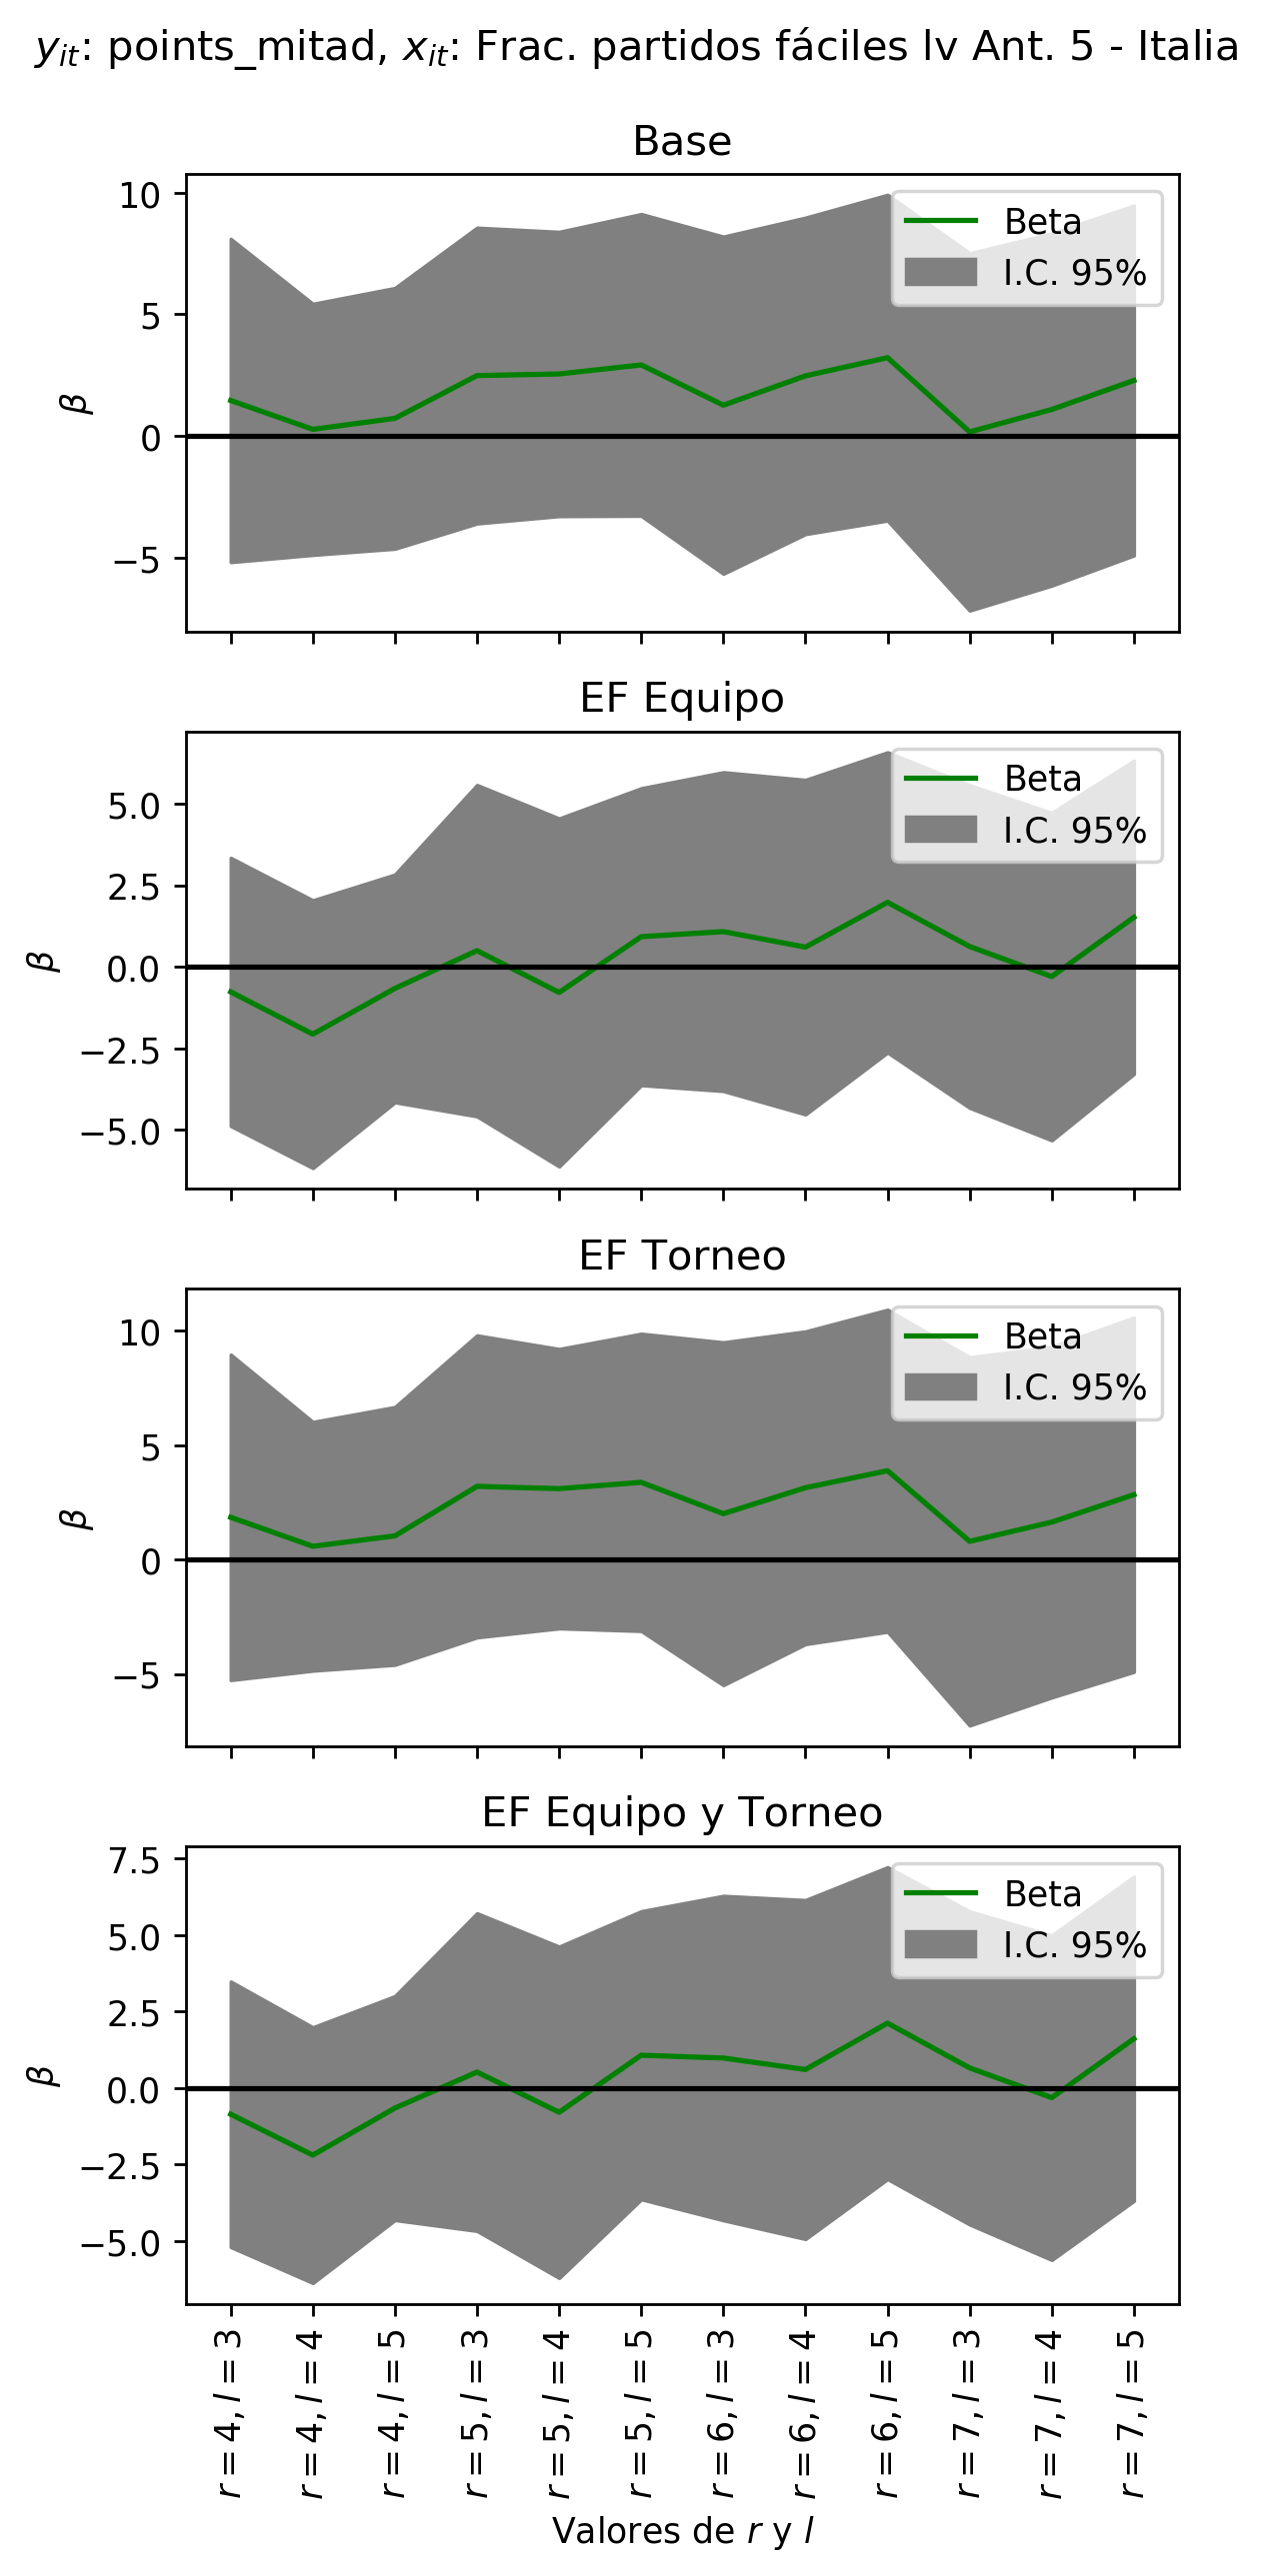 y_it: points_mitad, x_it: Frac. partidos fáciles lv Ant. 5 - Italia
Base
10
5
0
−5
β
Beta
I.C. 95%
EF Equipo
5.0
2.5
0.0
−2.5
−5.0
β
Beta
I.C. 95%
EF Torneo
10
5
0
−5
β
Beta
I.C. 95%
EF Equipo y Torneo
7.5
5.0
2.5
0.0
−2.5
−5.0
β
Beta
I.C. 95%
r = 4, l = 3
r = 4, l = 4
r = 4, l = 5
r = 5, l = 3
r = 5, l = 4
r = 5, l = 5
r = 6, l = 3
r = 6, l = 4
r = 6, l = 5
r = 7, l = 3
r = 7, l = 4
r = 7, l = 5
Valores de r y l